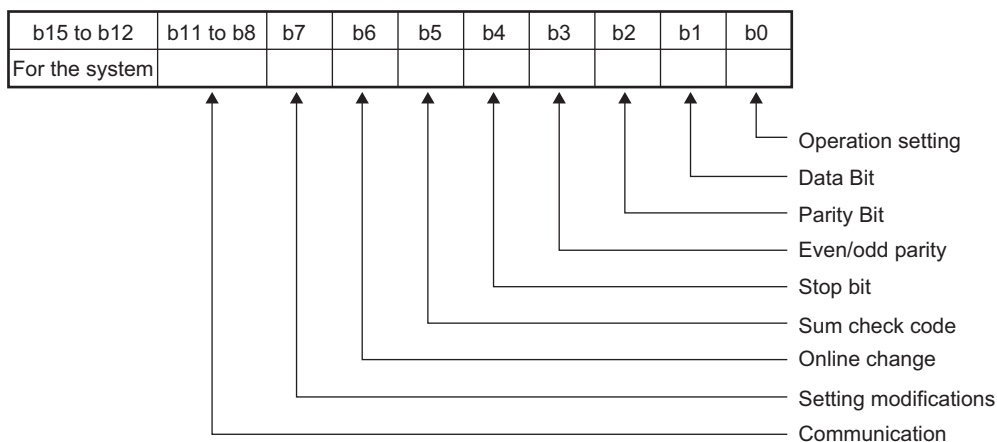 b15 to b12 b11 to b8 b7 b6 b5 b4 b3 b2 b1 b0
For the system
Operation setting
Data Bit
Parity Bit
Even/odd parity
Stop bit
Sum check code
Online change
Setting modifications
Communication